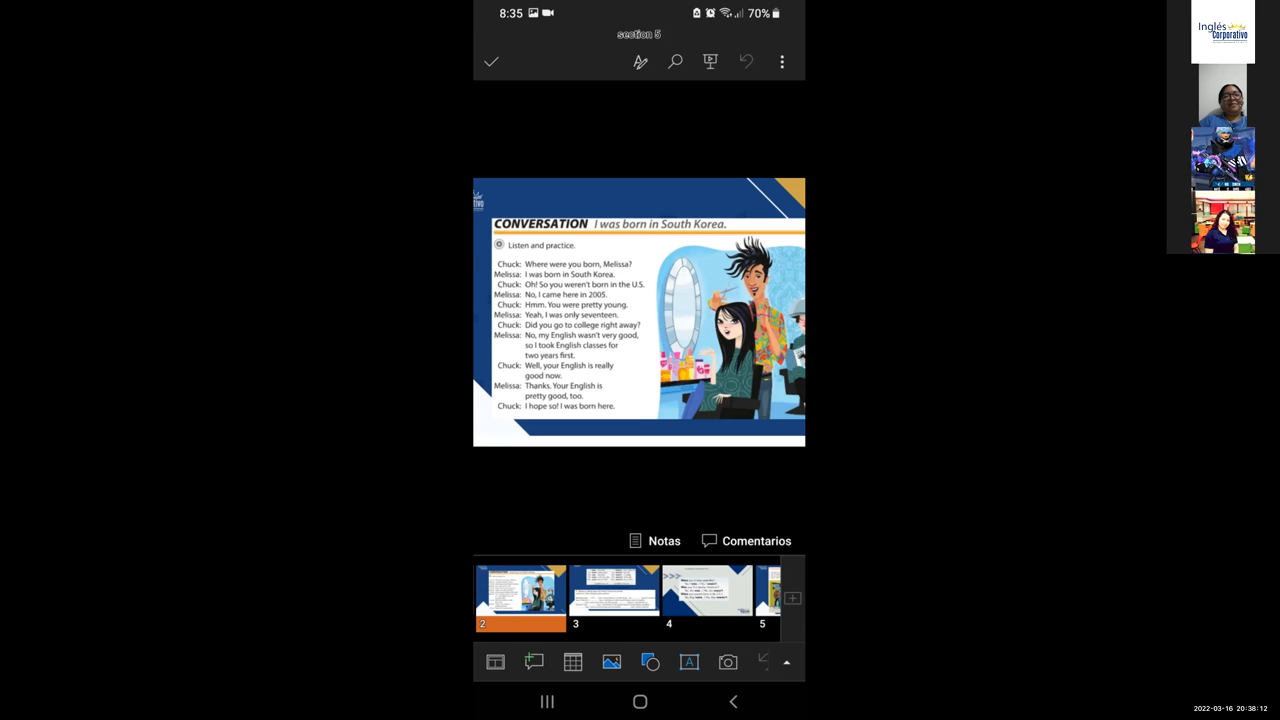 8:35
70%
section 5
CONVERSATION I was born in South Korea.
Listen and practice.
Chuck: Where were you born, Melissa?
Melissa: I was born in South Korea.
Chuck: Oh! So you weren't born in the U.S.
Melissa: No, I came here in 2005.
Chuck: Hmm. You were pretty young.
Melissa: Yeah, I was only seventeen.
Chuck: Did you go to college right away?
Melissa: No, my English wasn't very good,
so I took English classes for
two years first.
Chuck: Well, your English is really
good now.
Melissa: Thanks. Your English is
pretty good, too.
Chuck: I hope so! I was born here.
Notas
Comentarios
2
3
4
5
Inglés
Corporativo
2022-03-16 20:38:12